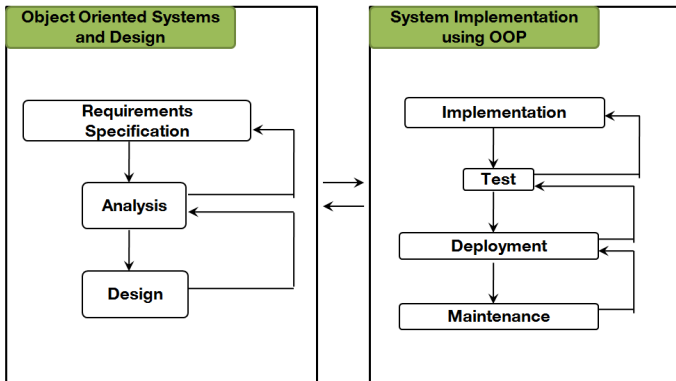 Object Oriented Systems
and Design
Requirements
Specification
Analysis
Design
System Implementation
using OOP
Implementation
Test
Deployment
Maintenance